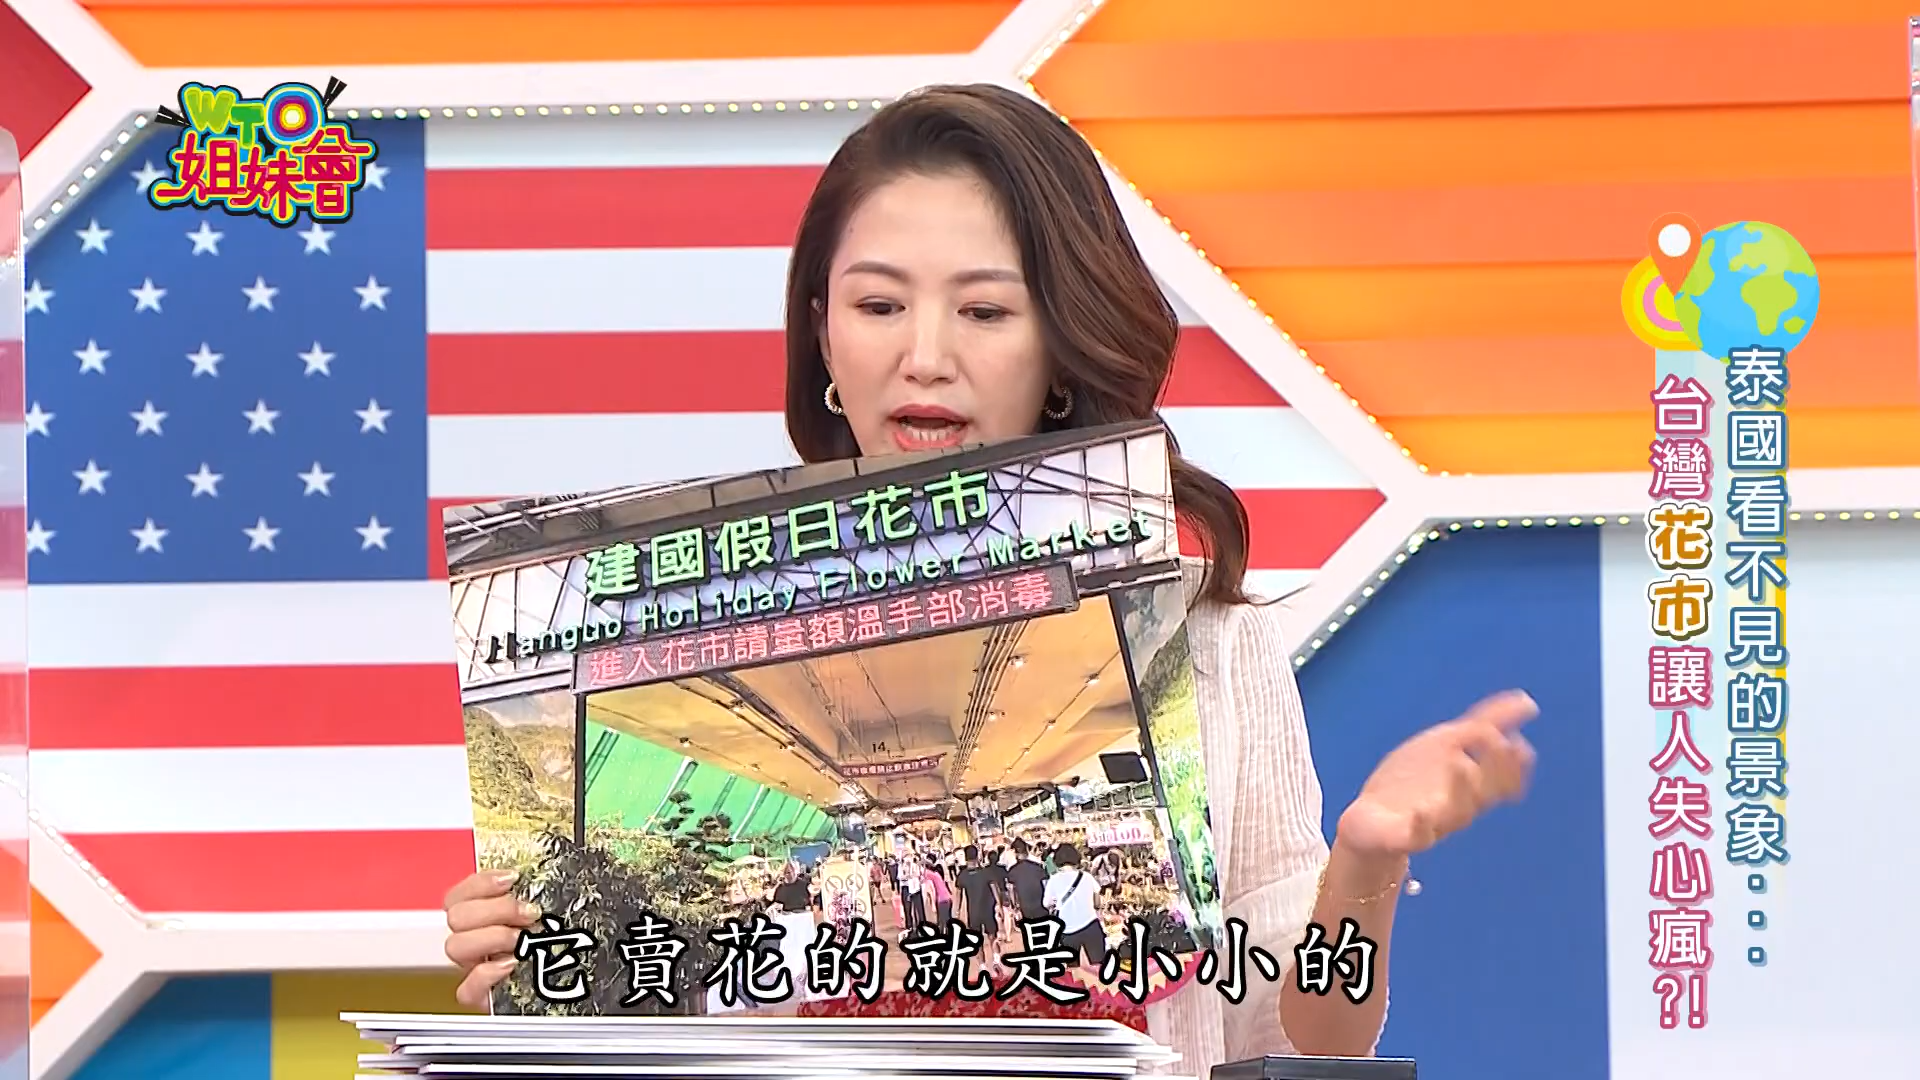 WTO
姐妹會
泰國看不見的景象...
台灣花市讓人失心瘋?!
建國假日花市
Jianguo Holiday Flower Market
進入花市請量額溫手部消毒
14
100
它賣花的就是小小的